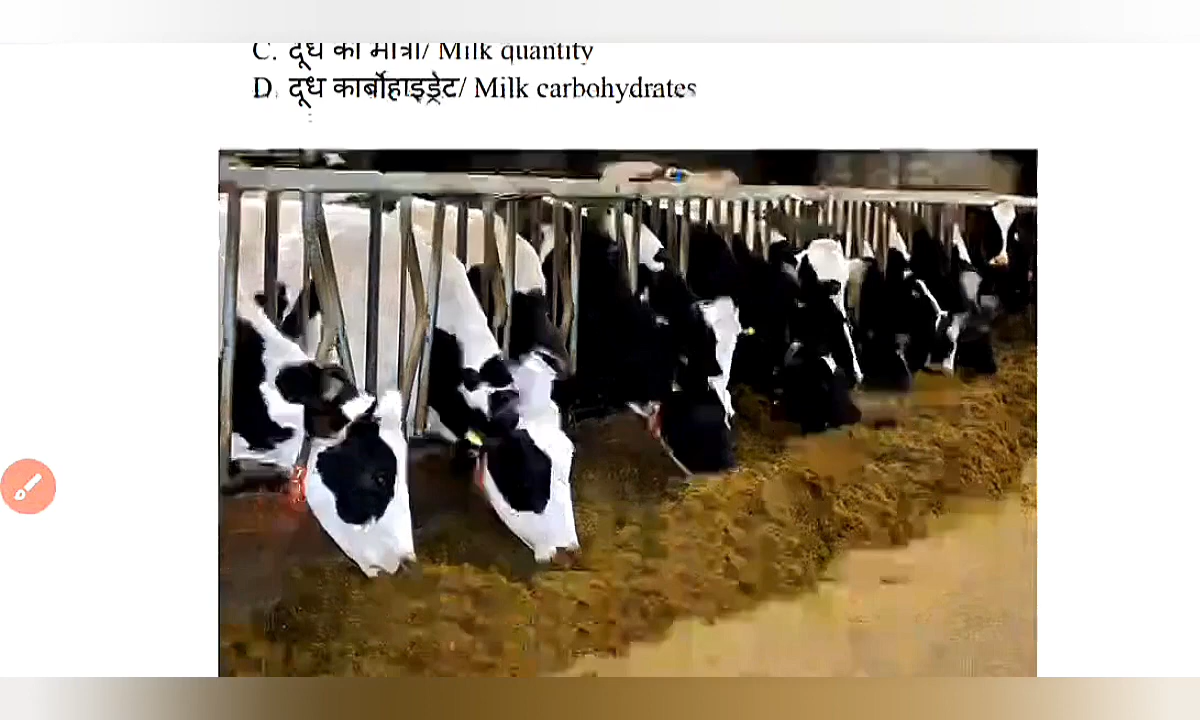 C. दूध की मात्रा/ Milk quantity
D. दूध कार्बोहाइड्रेट/ Milk carbohydrates